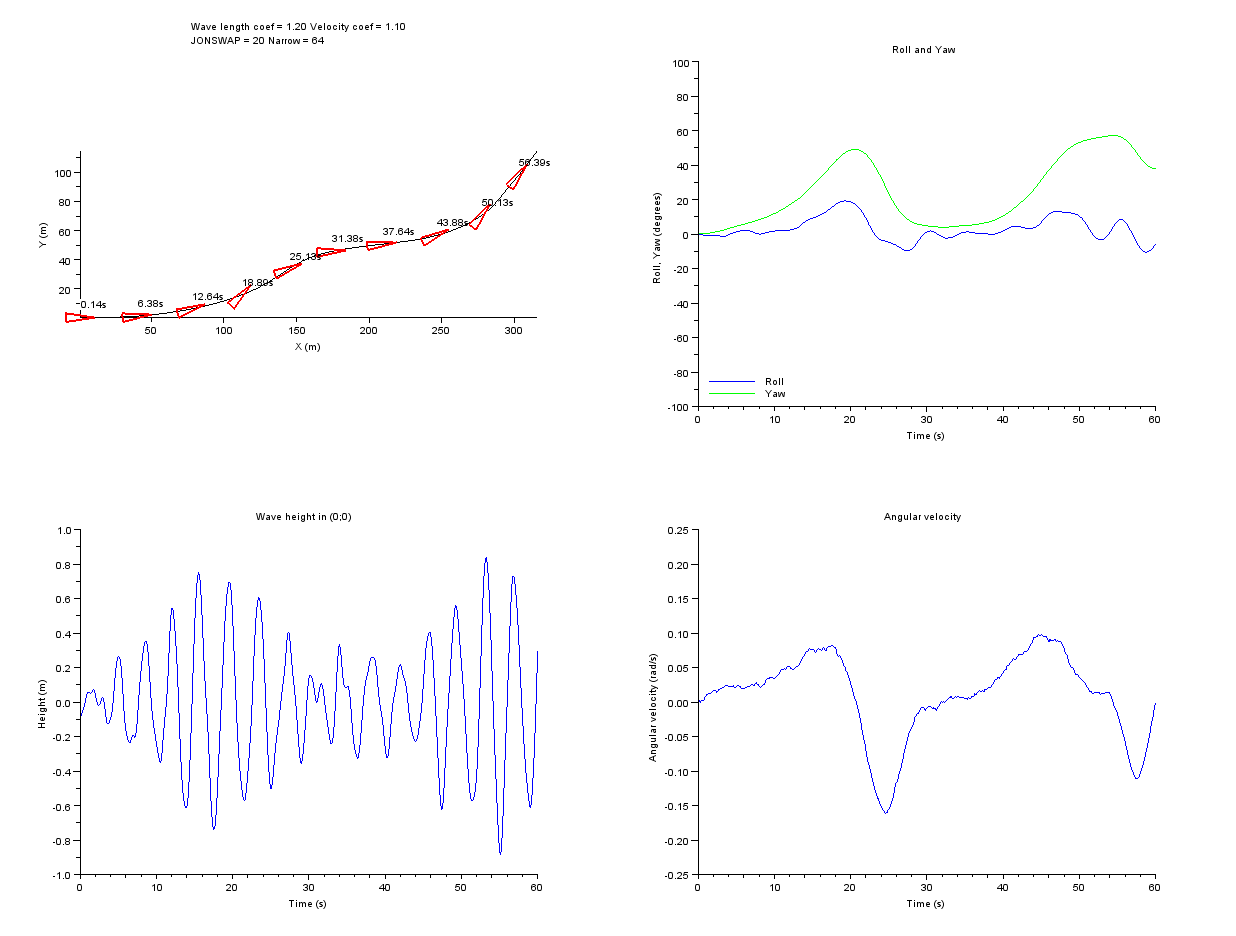 Wave length coef = 1.20 Velocity coef = 1.10
JONSWAP = 20 Narrow = 64
100
80
60
40
20
Y (m)
-0.14s
6.38s
12.64s
18.89s
25.13s
31.38s
37.64s
43.88s
50.13s
56.39s
50
100
150
200
250
300
X (m)
Roll and Yaw
100
80
60
40
20
0
-20
-40
-60
-80
-100
Roll, Yaw (degrees)
Roll
Yaw
0
10
20
30
40
50
60
Time (s)
Wave height in (0;0)
1.0
0.8
0.6
0.4
0.2
0.0
-0.2
-0.4
-0.6
-0.8
-1.0
Height (m)
0
10
20
30
40
50
60
Time (s)
Angular velocity
0.25
0.20
0.15
0.10
0.05
0.00
-0.05
-0.10
-0.15
-0.20
-0.25
Angular velocity (rad/s)
0
10
20
30
40
50
60
Time (s)